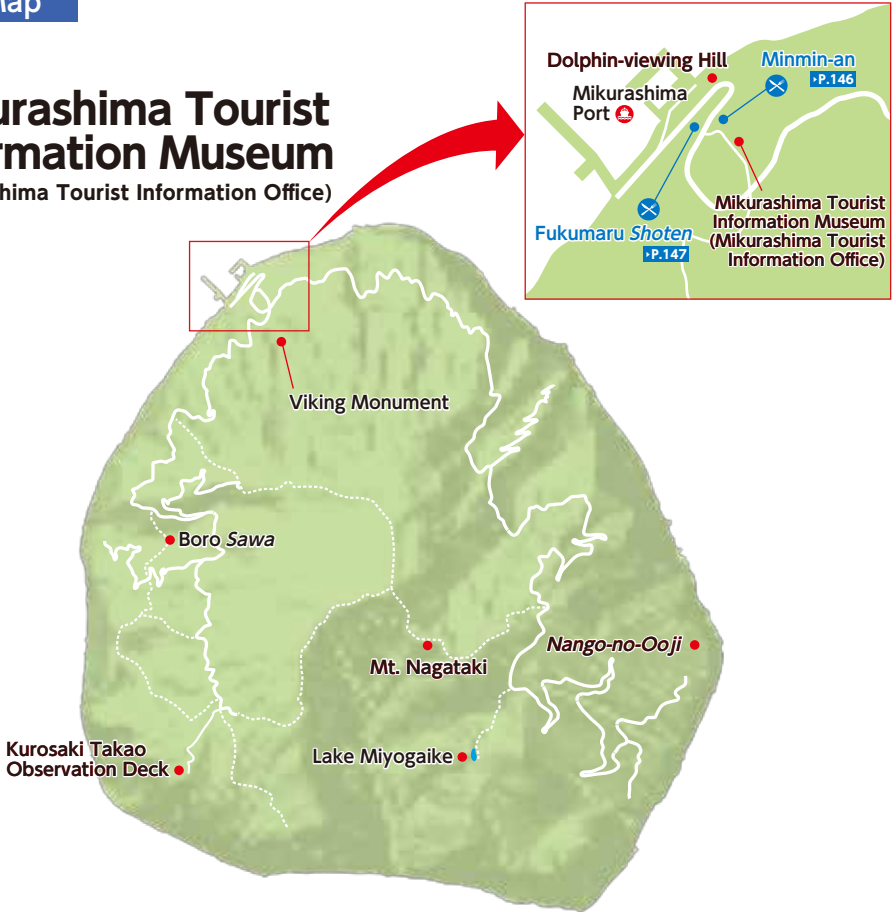 Map
urashima Tourist
rmation Museum
shima Tourist Information Office)
Dolphin-viewing Hill
Minmin-an
P.146
Mikurashima
Port
Mikurashima Tourist
Information Museum
(Mikurashima Tourist
Information Office)
Fukumaru Shoten
P.147
Viking Monument
Boro Sawa
Nango-no-Ooji
Mt. Nagataki
Kurosaki Takao
Observation Deck
Lake Miyogaike